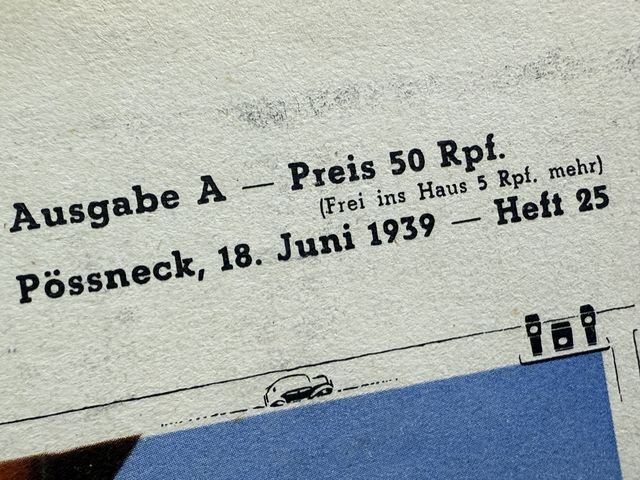 Ausgabe A — Preis 50 Rpf.
(Frei ins Haus 5 Rpf. mehr)
Pössneck, 18. Juni 1939 — Heft 25